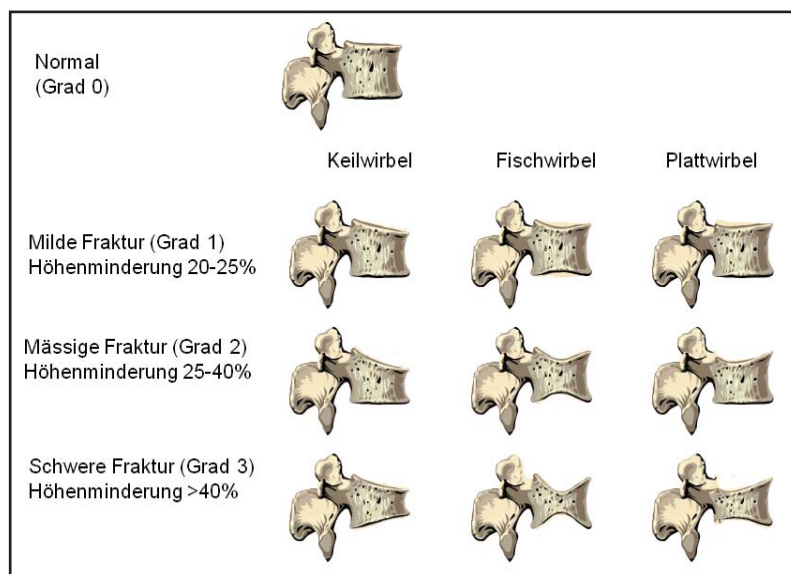 Normal
(Grad 0)
Keilwirbel Fischwirbel Plattwirbel
Milde Fraktur (Grad 1)
Höhenminderung 20-25%
Mässige Fraktur (Grad 2)
Höhenminderung 25-40%
Schwere Fraktur (Grad 3)
Höhenminderung >40%